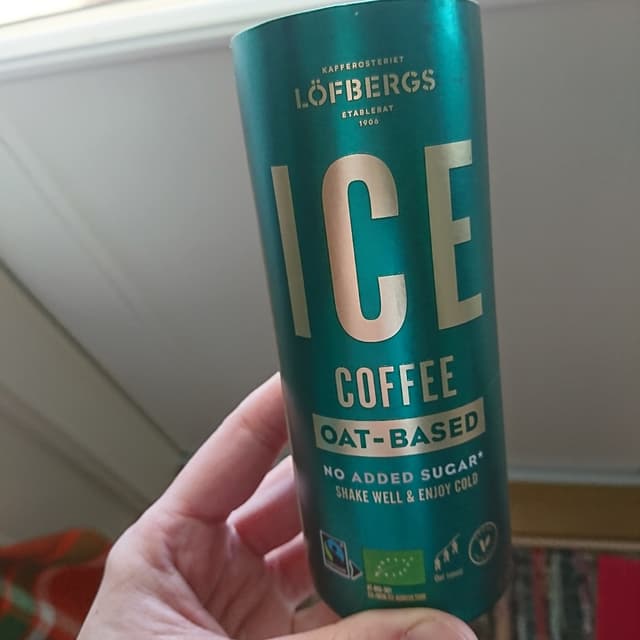 KAFFEROSTERIET
LÖFBERGS
ETABLERAT
1906
ICE
COFFEE
OAT-BASED
NO ADDED SUGAR*
SHAKE WELL & ENJOY COLD